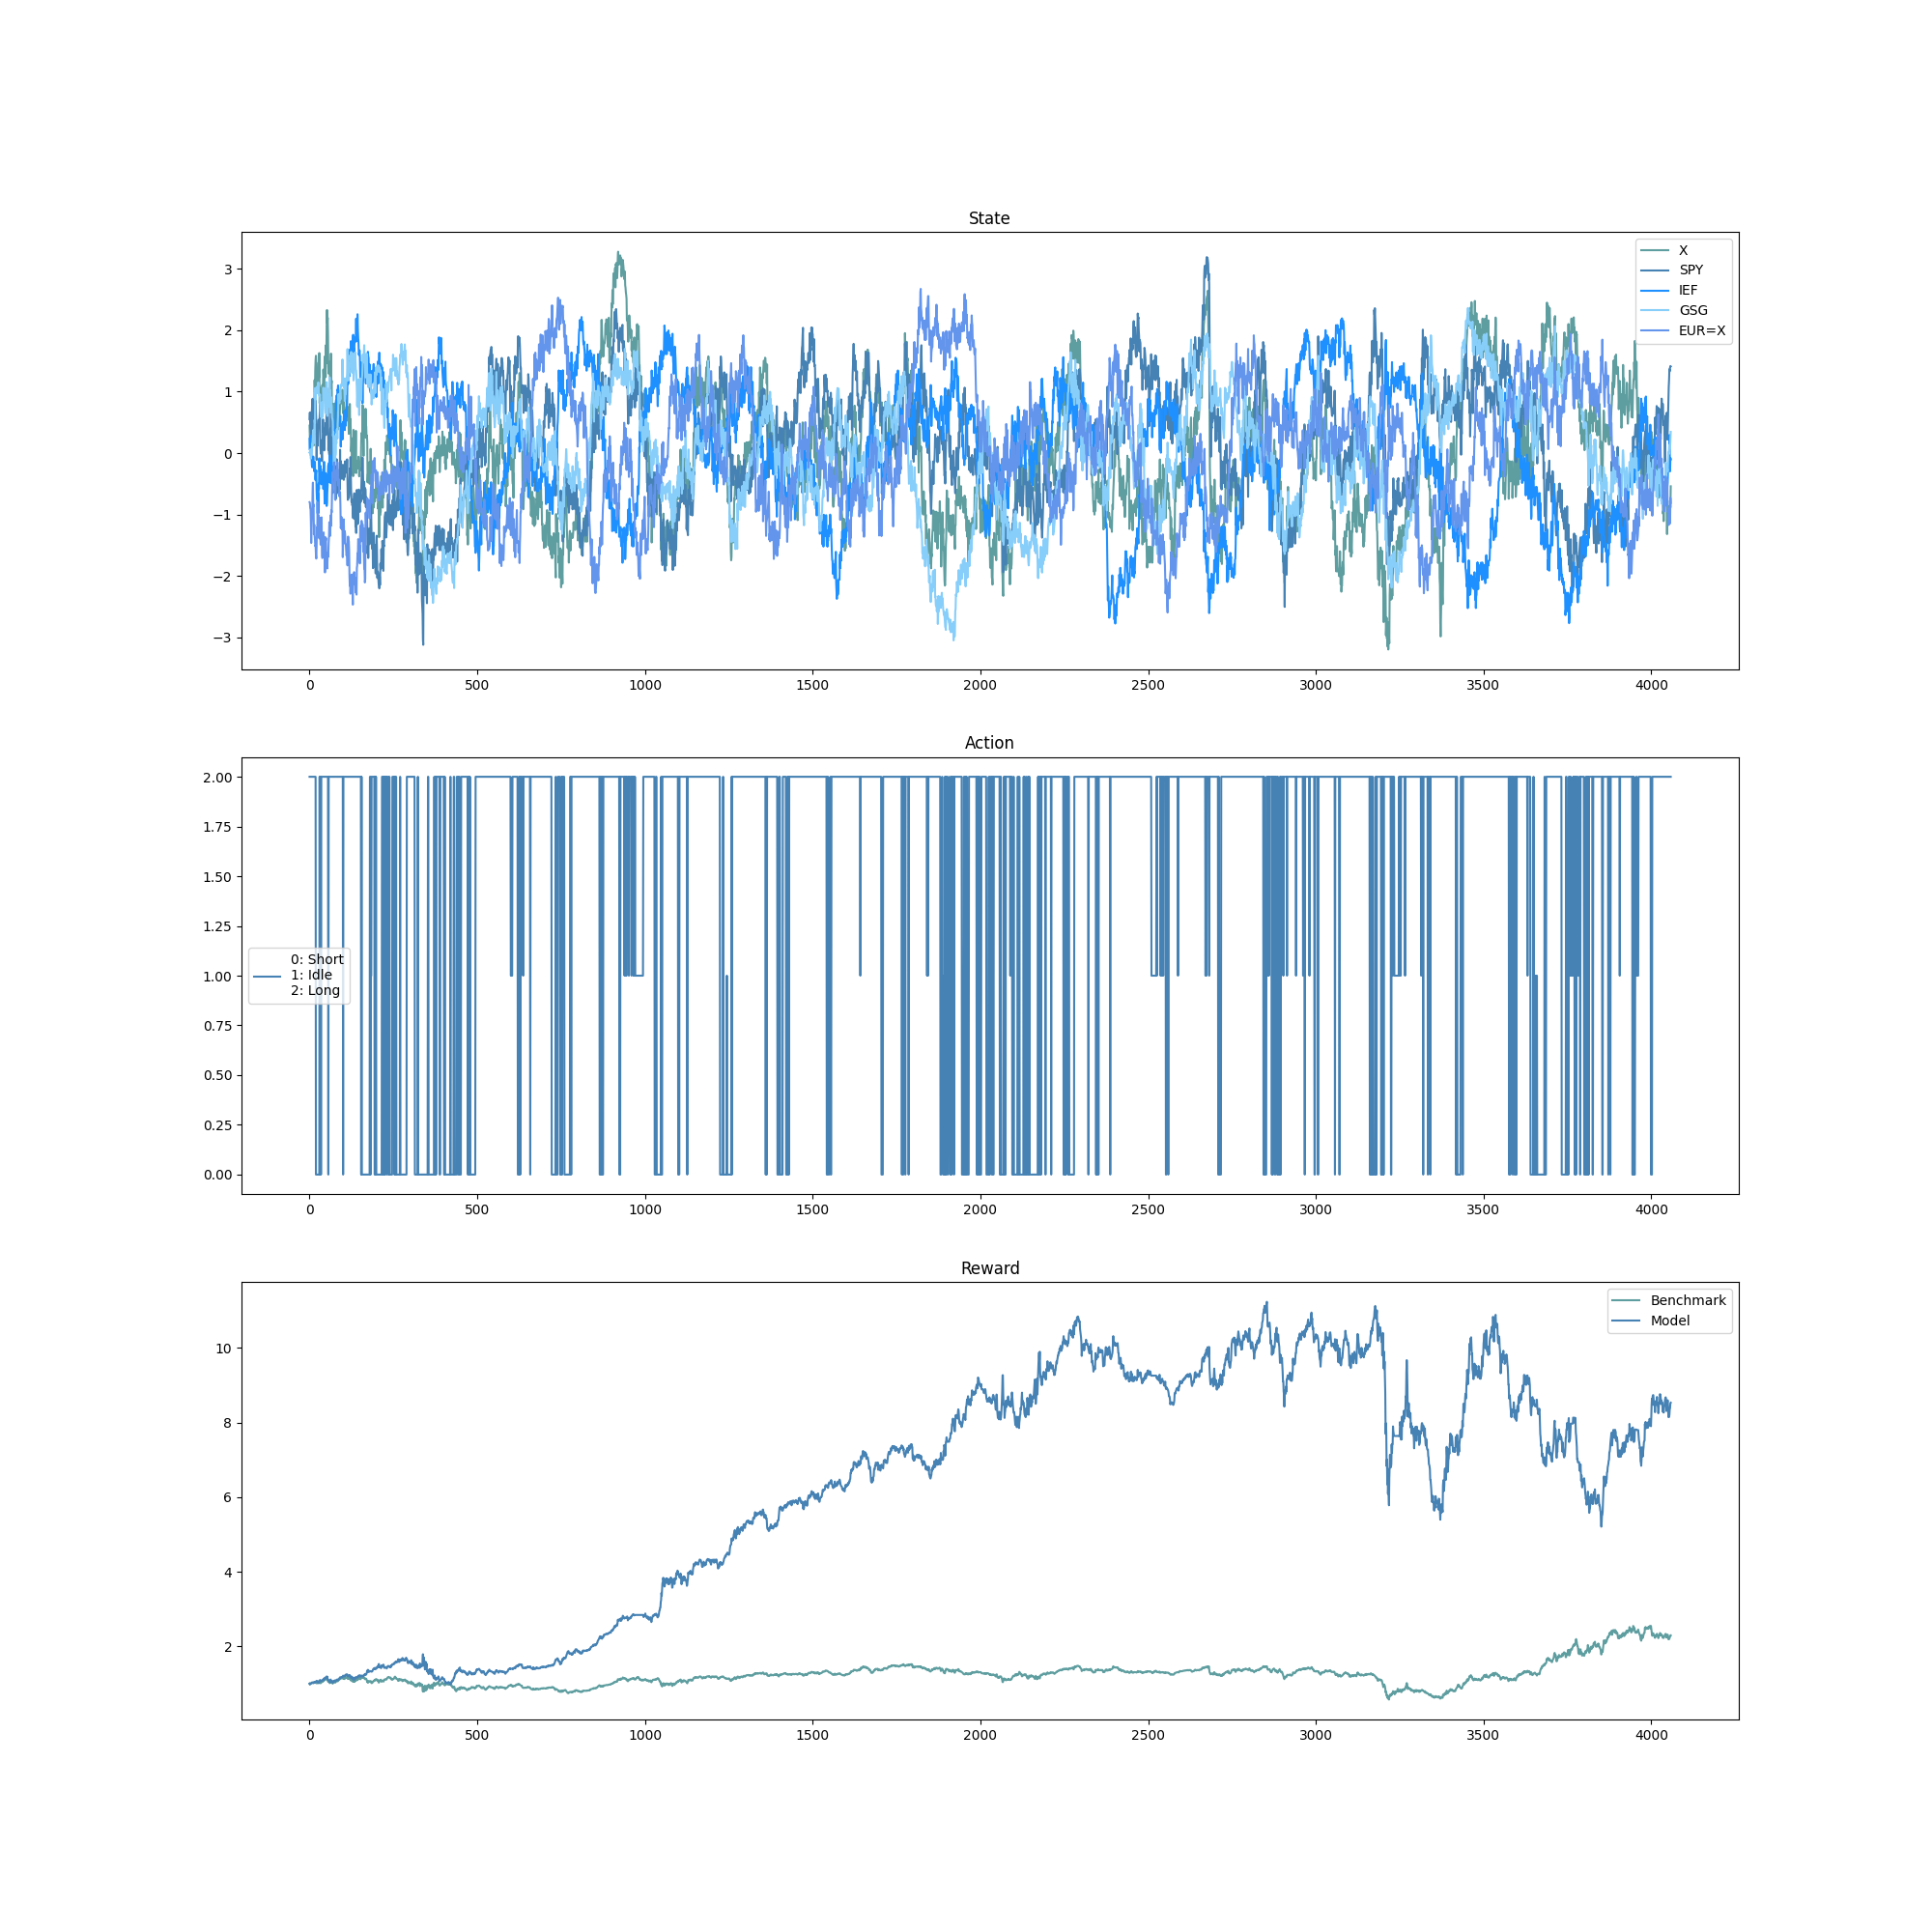 State
3
2
1
0
−1
−2
−3
X
SPY
IEF
GSG
EUR=X
0 500 1000 1500 2000 2500 3000 3500 4000
Action
2.00
1.75
1.50
1.25
1.00
0.75
0.50
0.25
0.00
0: Short
1: Idle
2: Long
0 500 1000 1500 2000 2500 3000 3500 4000
Reward
10
8
6
4
2
Benchmark
Model
0 500 1000 1500 2000 2500 3000 3500 4000